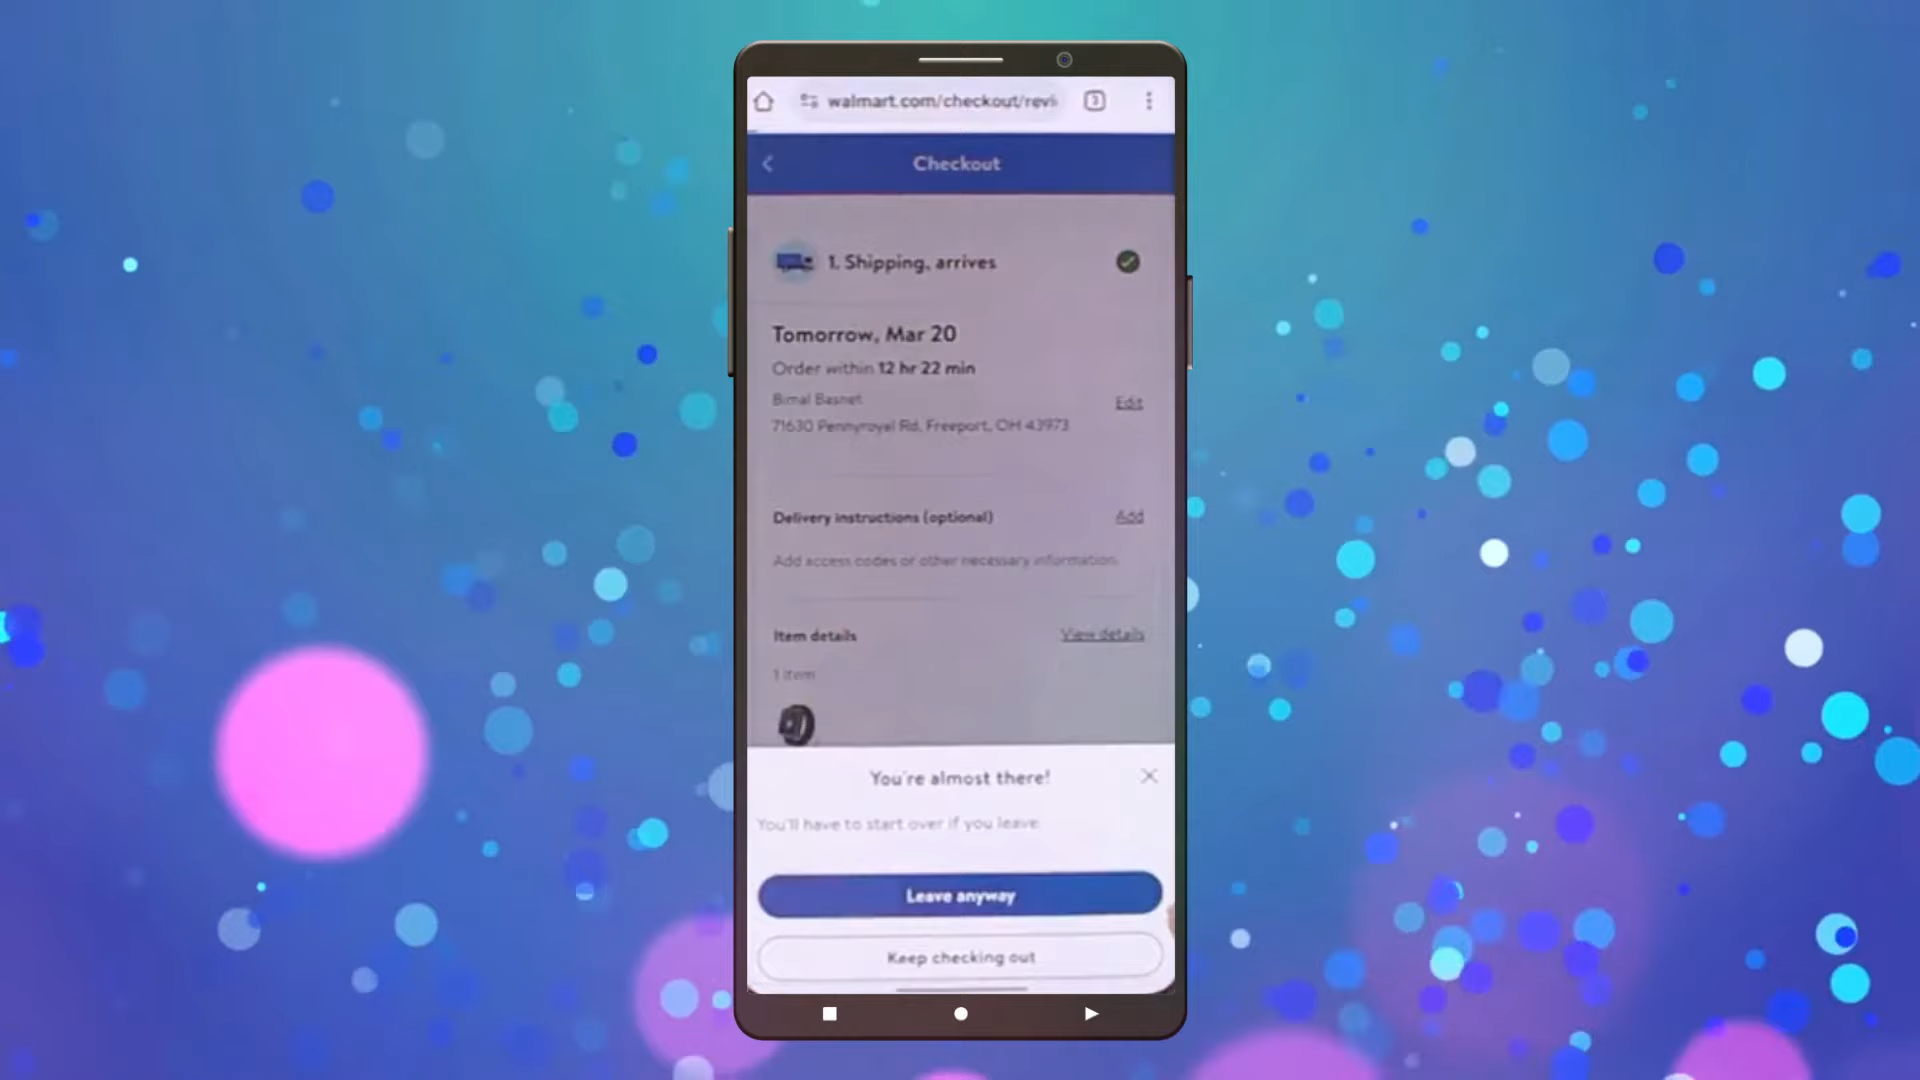 walmart.com/checkout/revi
3
Checkout
1. Shipping, arrives
Tomorrow, Mar 20
Order within 12 hr 22 min
Bimal Basnet
Edit
71630 Pennyroyal Rd, Freeport, OH 43973
Delivery instructions (optional)
Add
Add access codes or other necessary information.
Item details
View details
1 item
You're almost there!
You'll have to start over if you leave
Leave anyway
Keep checking out